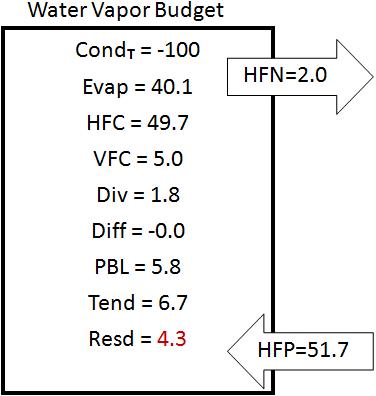 Water Vapor Budget
Condᴛ = -100
Evap = 40.1
HFN=2.0
HFC = 49.7
VFC = 5.0
Div = 1.8
Diff = -0.0
PBL = 5.8
Tend = 6.7
Resd = 4.3
HFP=51.7